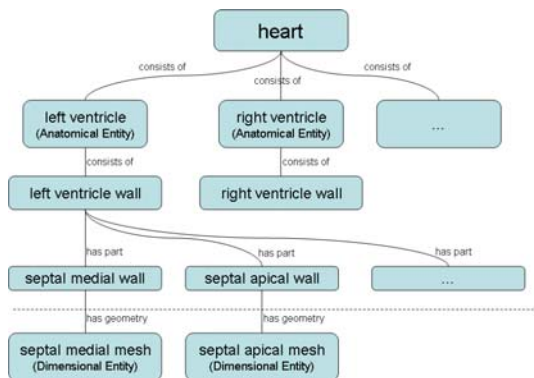 heart
consists of
consists of
consists of
left ventricle
(Anatomical Entity)
right ventricle
(Anatomical Entity)
...
consists of
consists of
left ventricle wall
right ventricle wall
has part
has part
has part
septal medial wall
septal apical wall
...
has geometry
has geometry
septal medial mesh
(Dimensional Entity)
septal apical mesh
(Dimensional Entity)